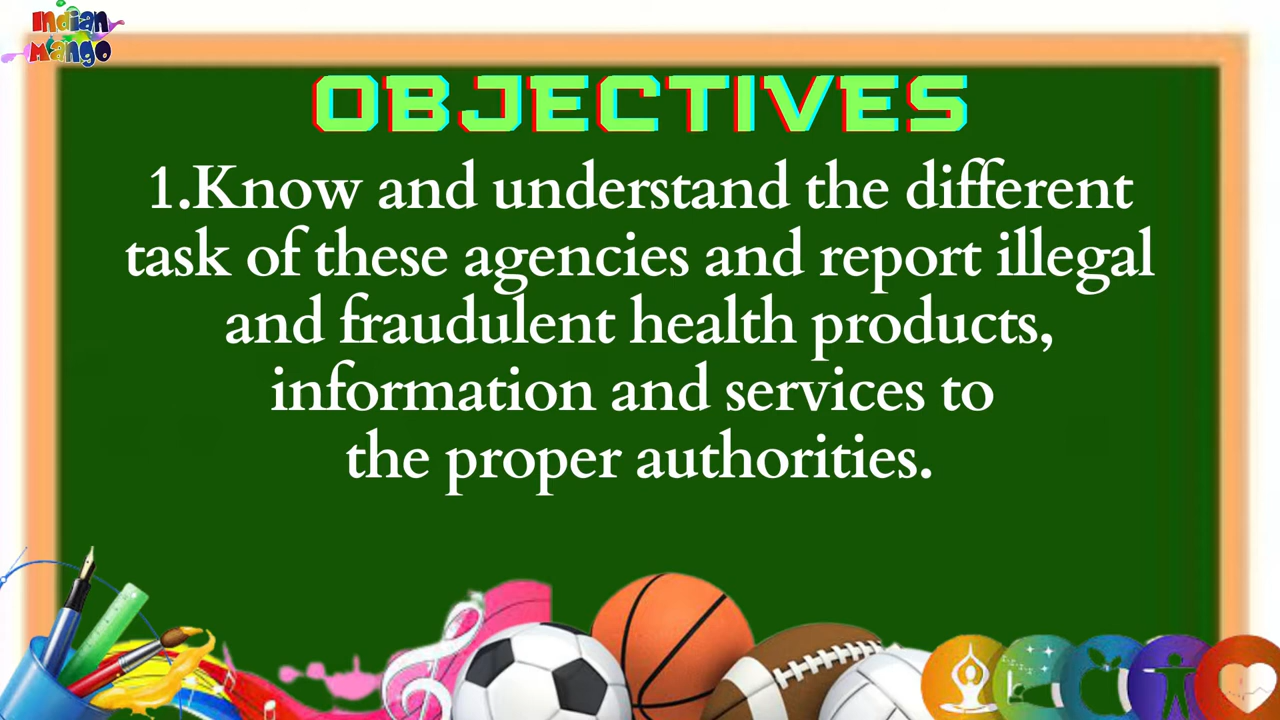 Indian
Mango
OBJECTIVES
1.Know and understand the different
task of these agencies and report illegal
and fraudulent health products,
information and services to
the proper authorities.